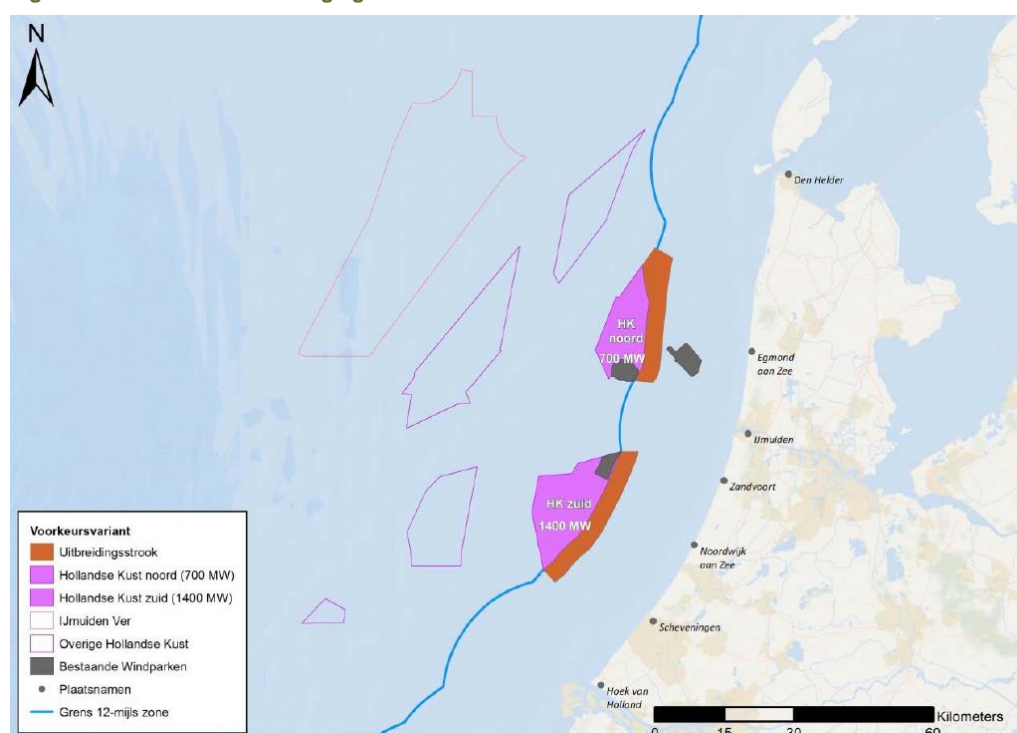 N
Den Helder
HK
noord
700 MW
Egmond
aan Zee
IJmuiden
HK zuid
1400 MW
Zandvoort
Noordwijk
aan Zee
Scheveningen
Hoek van
Holland
Voorkeursvariant
Uitbreidingsstrook
Hollandse Kust noord (700 MW)
Hollandse Kust zuid (1400 MW)
IJmuiden Ver
Overige Hollandse Kust
Bestaande Windparken
Plaatsnamen
Grens 12-mijls zone
Kilometers
0 15 30 60